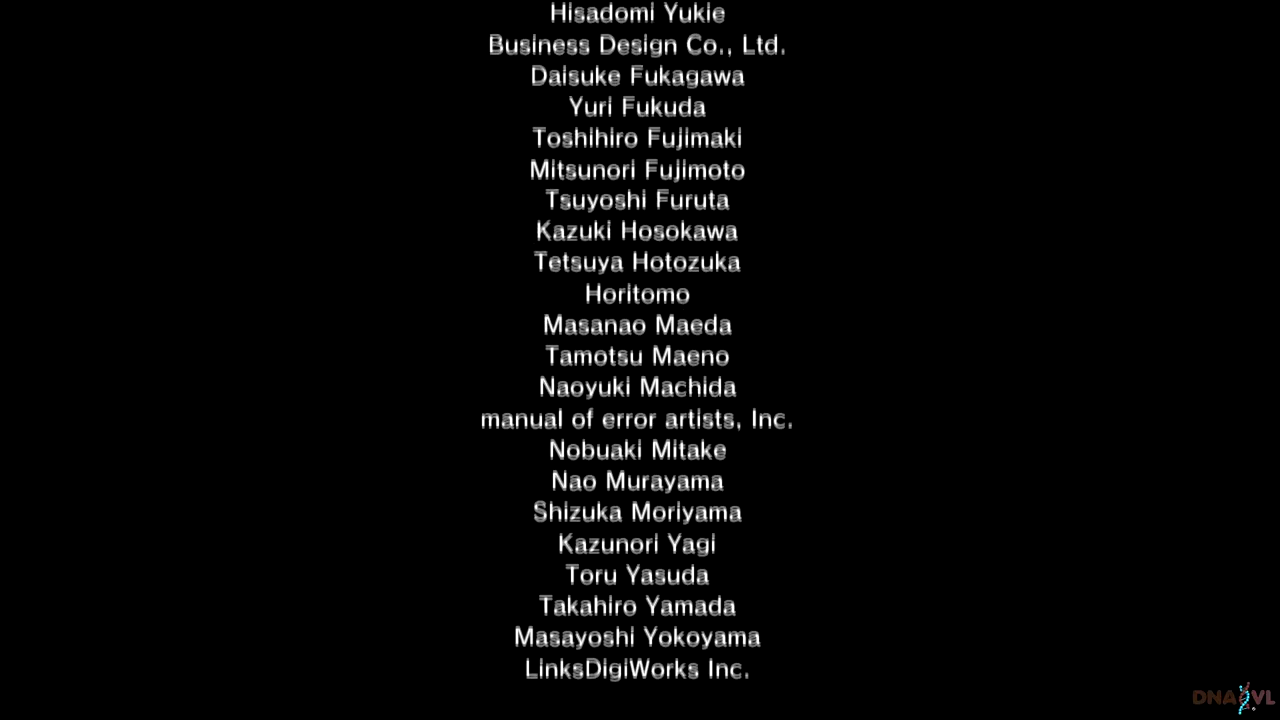 Hisadomi Yukie
Business Design Co., Ltd.
Daisuke Fukagawa
Yuri Fukuda
Toshihiro Fujimaki
Mitsunori Fujimoto
Tsuyoshi Furuta
Kazuki Hosokawa
Tetsuya Hotozuka
Horitomo
Masanao Maeda
Tamotsu Maeno
Naoyuki Machida
manual of error artists, Inc.
Nobuaki Mitake
Nao Murayama
Shizuka Moriyama
Kazunori Yagi
Toru Yasuda
Takahiro Yamada
Masayoshi Yokoyama
LinksDigiWorks Inc.
DNA VL